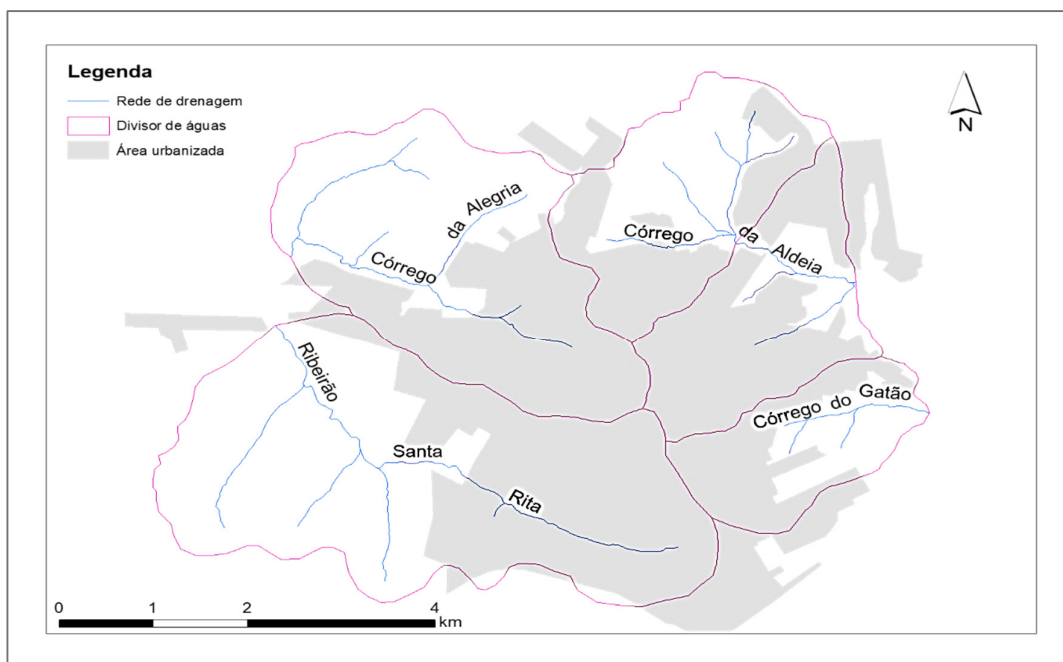 Legenda
Rede de drenagem
Divisor de águas
Área urbanizada
N
da Alegria
Córrego
Córrego da Aldeia
Ribeirão
Santa
Rita
Córrego do Gatão
0 1 2 4
km